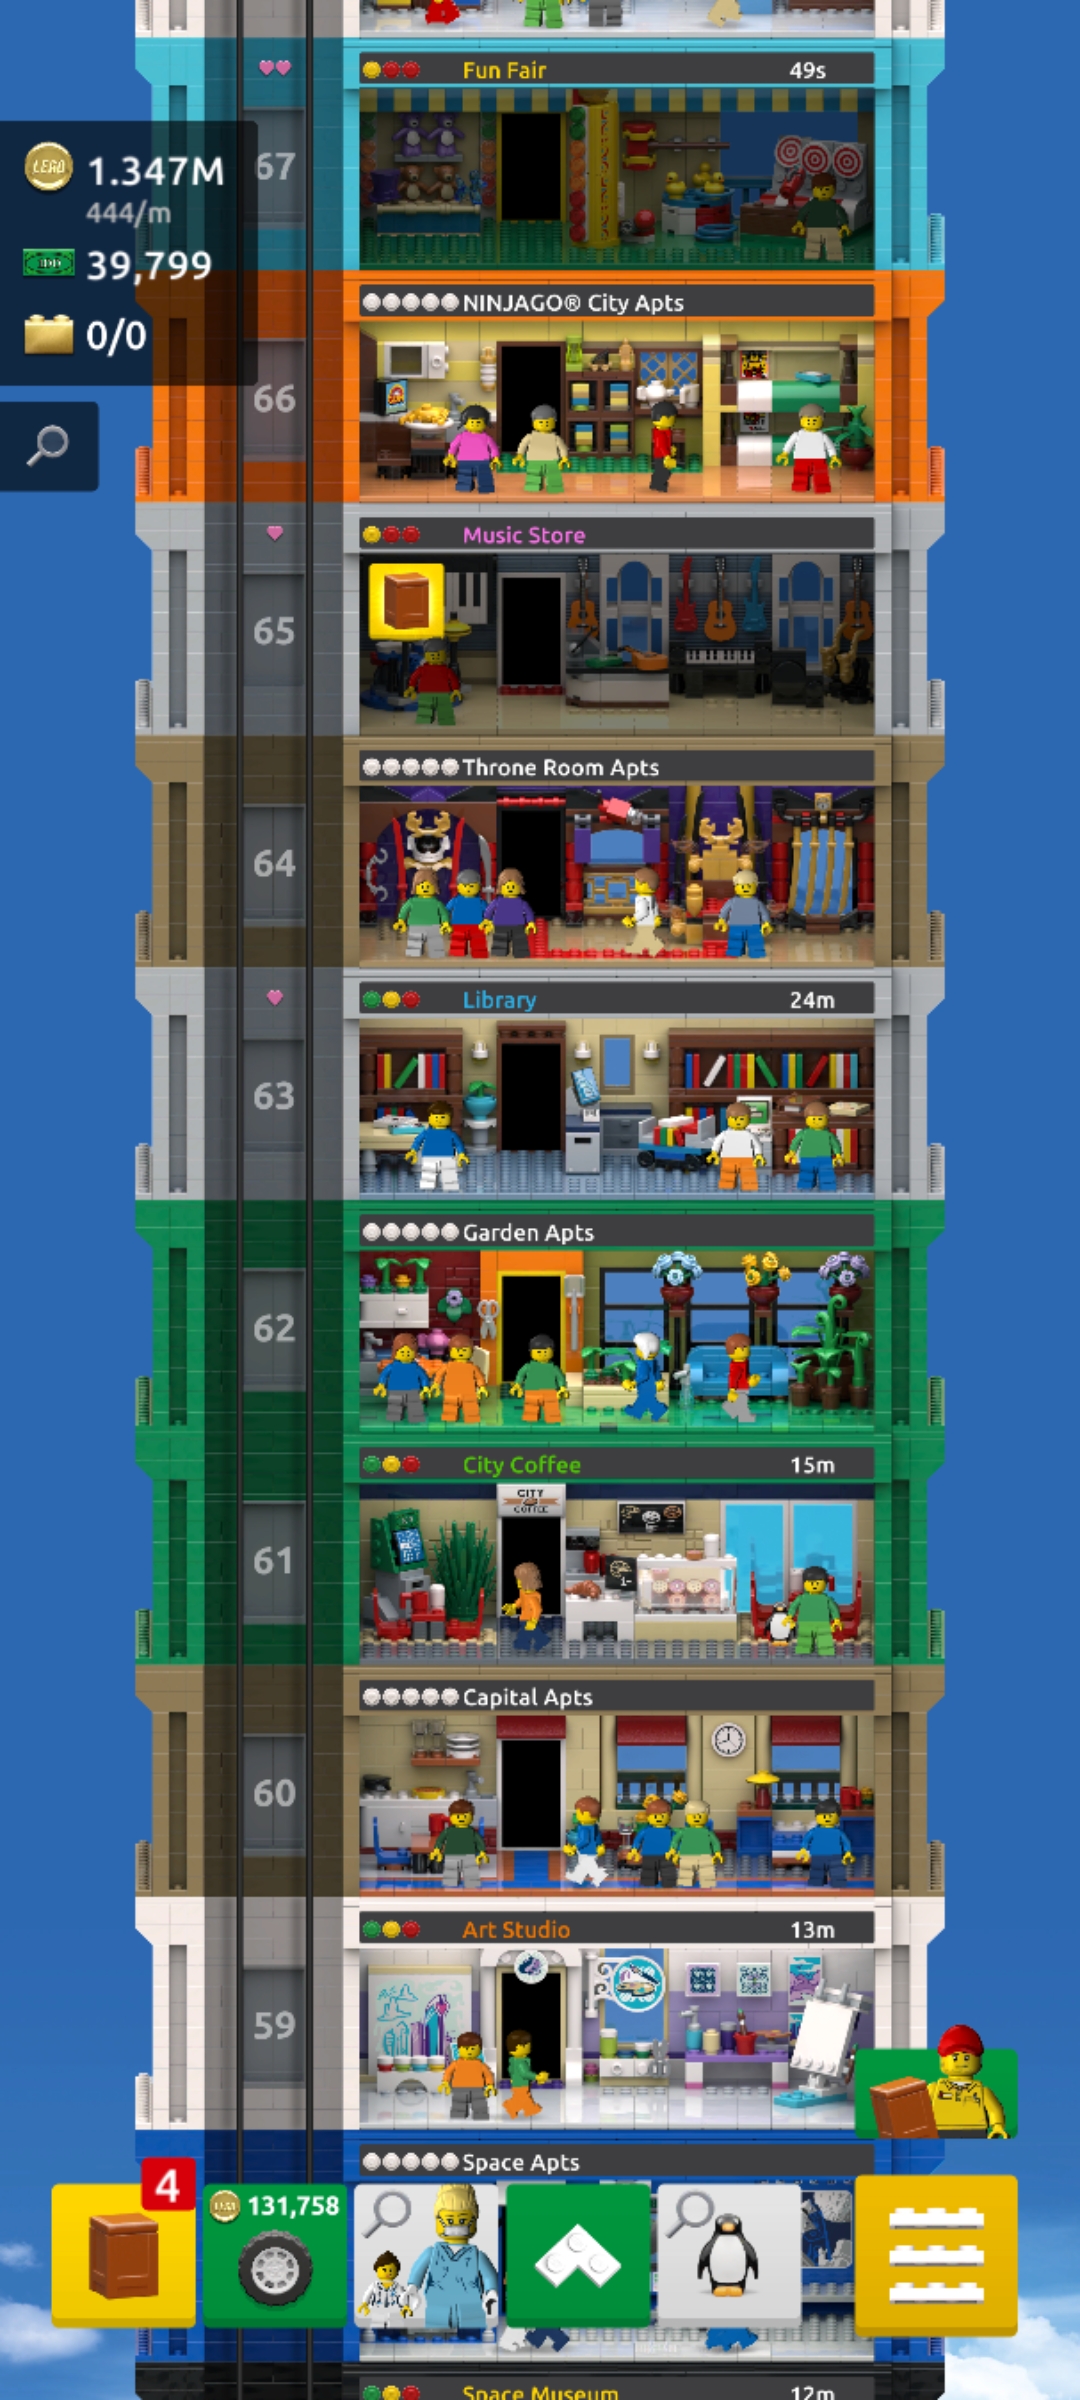 Fun Fair 49s
67
LEGO 1.347M
444/m
39,799
0/0
NINJAGO® City Apts
66
Music Store
65
Throne Room Apts
64
Library 24m
63
Garden Apts
62
City Coffee 15m
CITY
COFFEE
61
Capital Apts
60
Art Studio 13m
59
Space Apts
4
131,758
Space Museum 12m